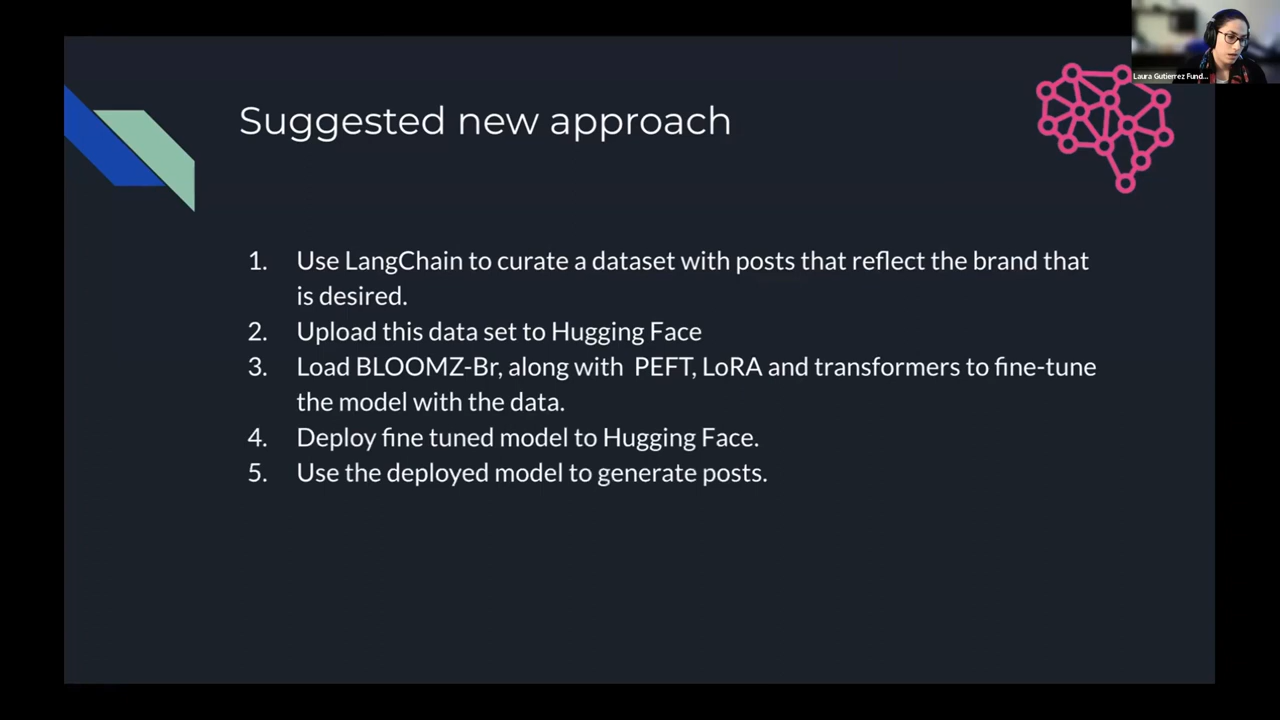 Laura Gutierrez Fund...
Suggested new approach
1. Use LangChain to curate a dataset with posts that reflect the brand that
is desired.
2. Upload this data set to Hugging Face
3. Load BLOOMZ-Br, along with PEFT, LoRA and transformers to fine-tune
the model with the data.
4. Deploy fine tuned model to Hugging Face.
5. Use the deployed model to generate posts.